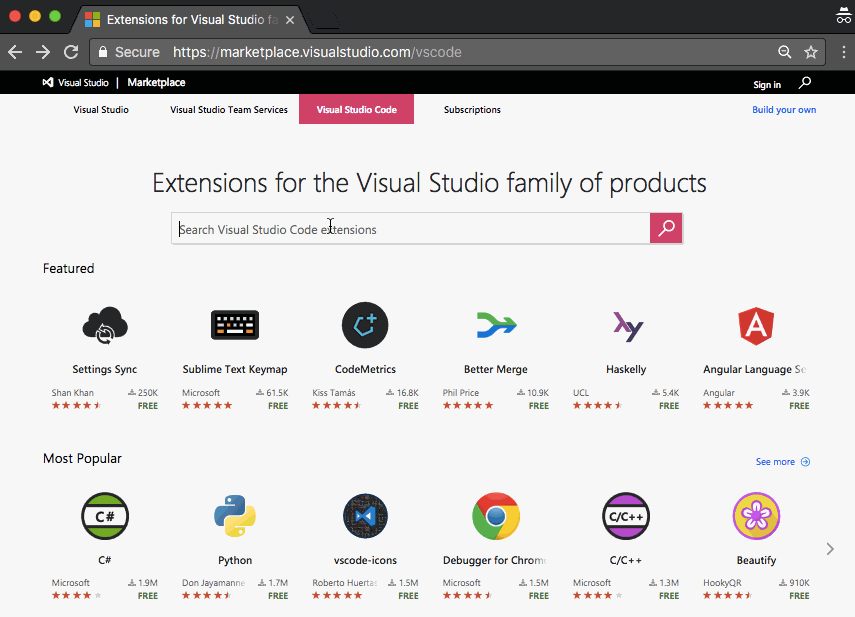 Extensions for Visual Studio fa
Secure https://marketplace.visualstudio.com/vscode
Visual Studio | Marketplace
Sign in
Visual Studio Visual Studio Team Services Visual Studio Code Subscriptions Build your own
Extensions for the Visual Studio family of products
Search Visual Studio Code extensions
Featured
Settings Sync Sublime Text Keymap CodeMetrics Better Merge Haskelly Angular Language Se
Shan Khan 250K Microsoft 61.5K Kiss Tamás 16.8K Phil Price 10.9K UCL 5.4K Angular 3.9K
FREE FREE FREE FREE FREE FREE
Most Popular See more
C# C/C++
C# Python vscode-icons Debugger for Chrom C/C++ Beautify
Microsoft 1.9M Don Jayamanne 1.7M Roberto Huertas 1.5M Microsoft 1.5M Microsoft 1.3M HookyQR 910K
FREE FREE FREE FREE FREE FREE